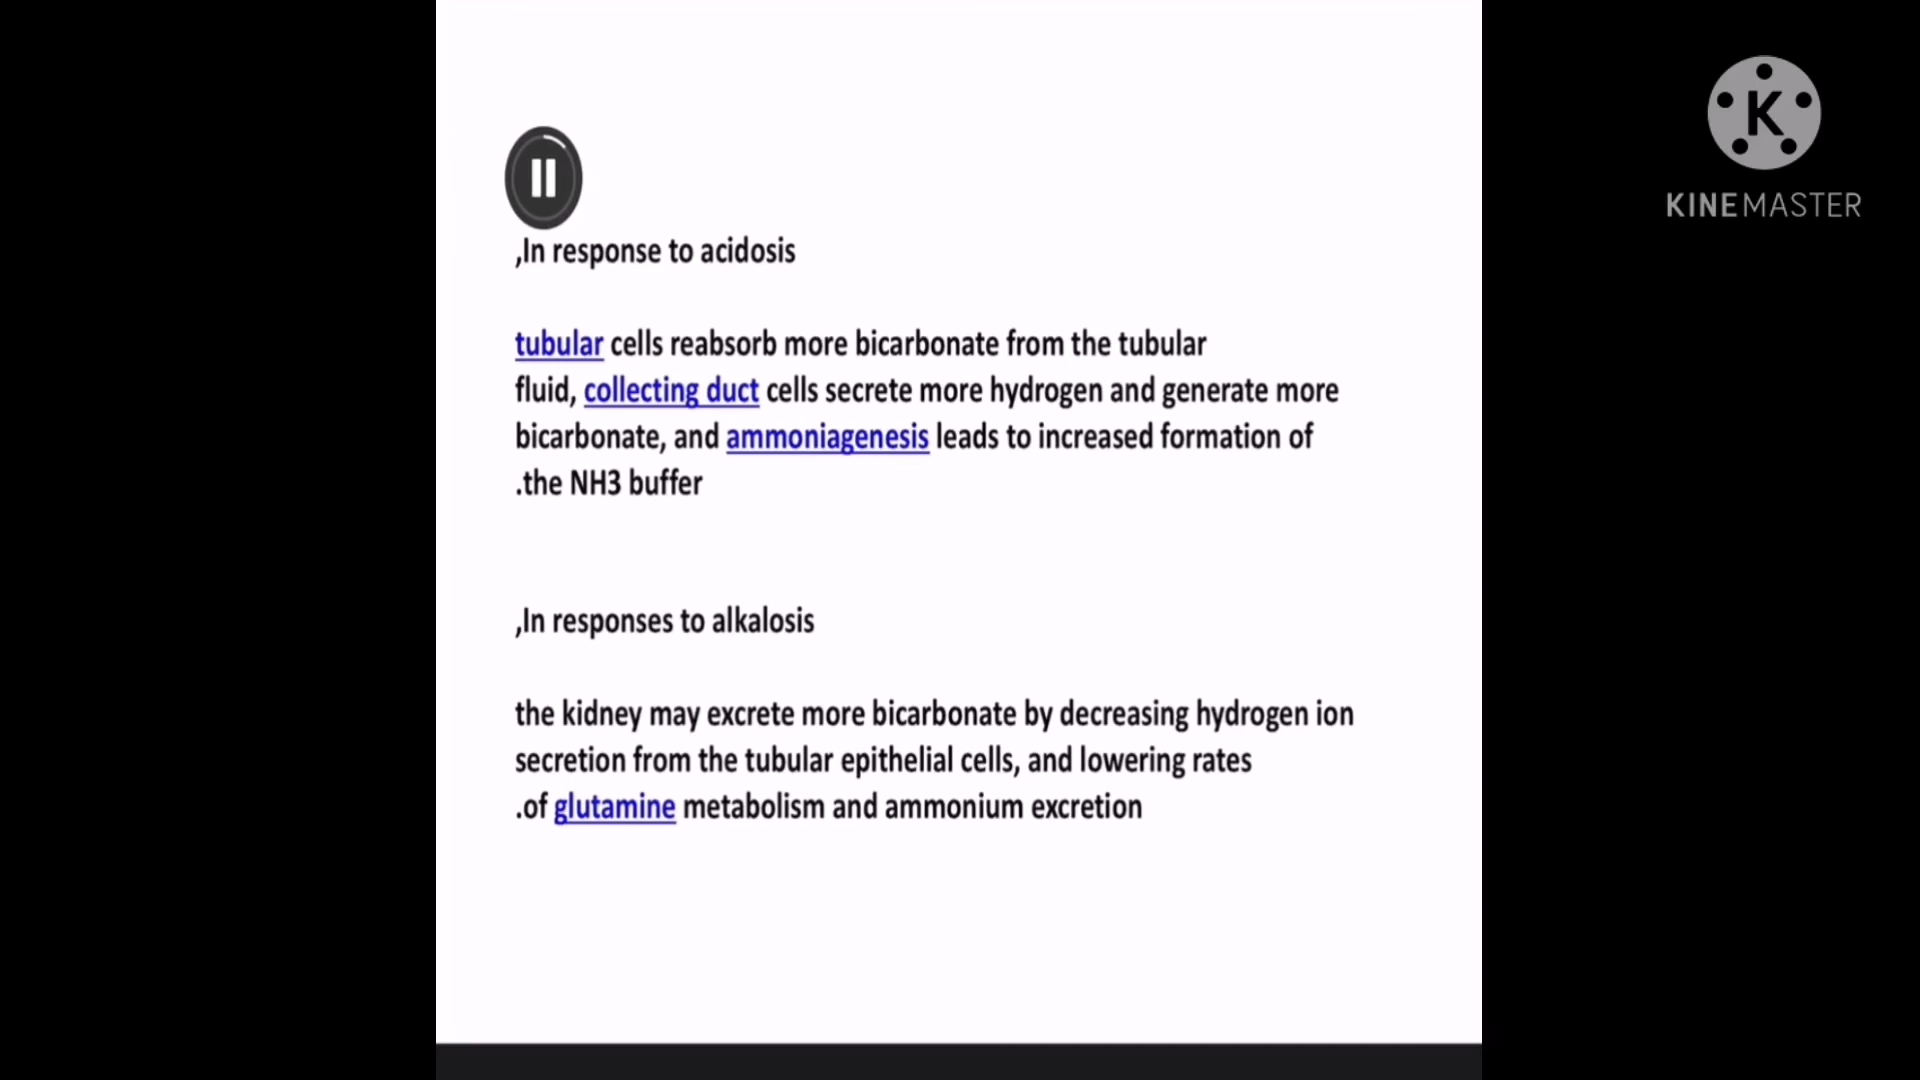 ,In response to acidosis
tubular cells reabsorb more bicarbonate from the tubular
fluid, collecting duct cells secrete more hydrogen and generate more
bicarbonate, and ammoniagenesis leads to increased formation of
.the NH3 buffer
,In responses to alkalosis
the kidney may excrete more bicarbonate by decreasing hydrogen ion
secretion from the tubular epithelial cells, and lowering rates
.of glutamine metabolism and ammonium excretion
K
KINEMASTER